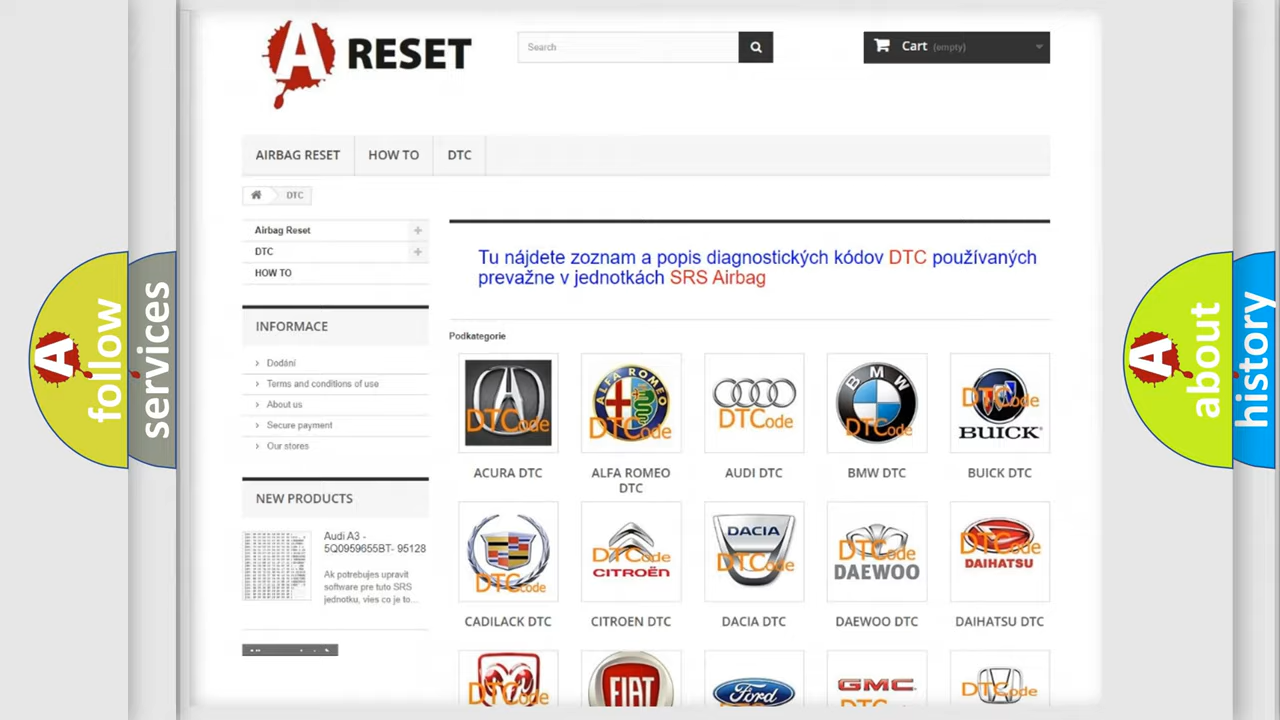 A RESET
Search
Cart (empty)
AIRBAG RESET
HOW TO
DTC
DTC
Airbag Reset
DTC
HOW TO
INFORMACE
Dodání
Terms and conditions of use
About us
Secure payment
Our stores
NEW PRODUCTS
Audi A3 -
5Q0959655BT- 95128
Ak potrebujes upravit
software pre tuto SRS
jednotku, vies co je to...
Tu nájdete zoznam a popis diagnostických kódov DTC používaných
prevažne v jednotkách SRS Airbag
Podkategorie
DTCode
ALFA ROMEO
DTCode
DTCode
BMW
DTCode
DTCode
BUICK
ACURA DTC
ALFA ROMEO
DTC
AUDI DTC
BMW DTC
BUICK DTC
DTCode
DTCode
CITROËN
DACIA
DTCode
DTCode
DAEWOO
DTCode
DAIHATSU
CADILACK DTC
CITROEN DTC
DACIA DTC
DAEWOO DTC
DAIHATSU DTC
DTCode
FIAT
Ford
GMC
DTCode
A follow
services
A about
history